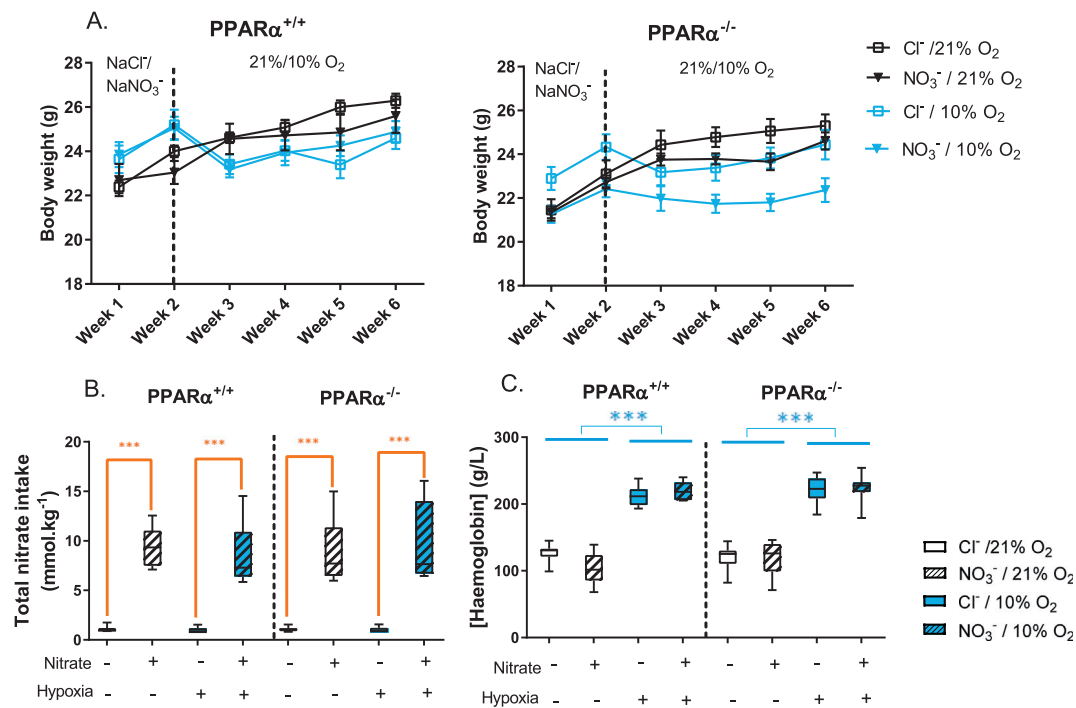 A.
PPARα+/+
NaCl-/
NaNO3-
21%/10% O2
Body weight (g)
28
26
24
22
20
18
Week 1
Week 2
Week 3
Week 4
Week 5
Week 6
PPARα-/-
NaCl-/
NaNO3-
21%/10% O2
Body weight (g)
28
26
24
22
20
18
Week 1
Week 2
Week 3
Week 4
Week 5
Week 6
Cl- /21% O2
NO3- / 21% O2
Cl- / 10% O2
NO3- / 10% O2
B.
PPARα+/+
PPARα-/-
Total nitrate intake
(mmol.kg-1)
20
15
10
5
0
*** *** *** ***
Nitrate - + - + - + - +
Hypoxia - - + + - - + +
C.
PPARα+/+
PPARα-/-
*** ***
[Haemoglobin] (g/L)
300
200
100
0
Nitrate - + - + - + - +
Hypoxia - - + + - - + +
Cl- /21% O2
NO3- / 21% O2
Cl- / 10% O2
NO3- / 10% O2